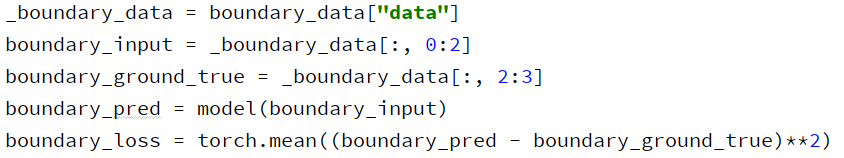 _boundary_data = boundary_data["data"]
boundary_input = _boundary_data[:, 0:2]
boundary_ground_true = _boundary_data[:, 2:3]
boundary_pred = model(boundary_input)
boundary_loss = torch.mean((boundary_pred - boundary_ground_true)**2)